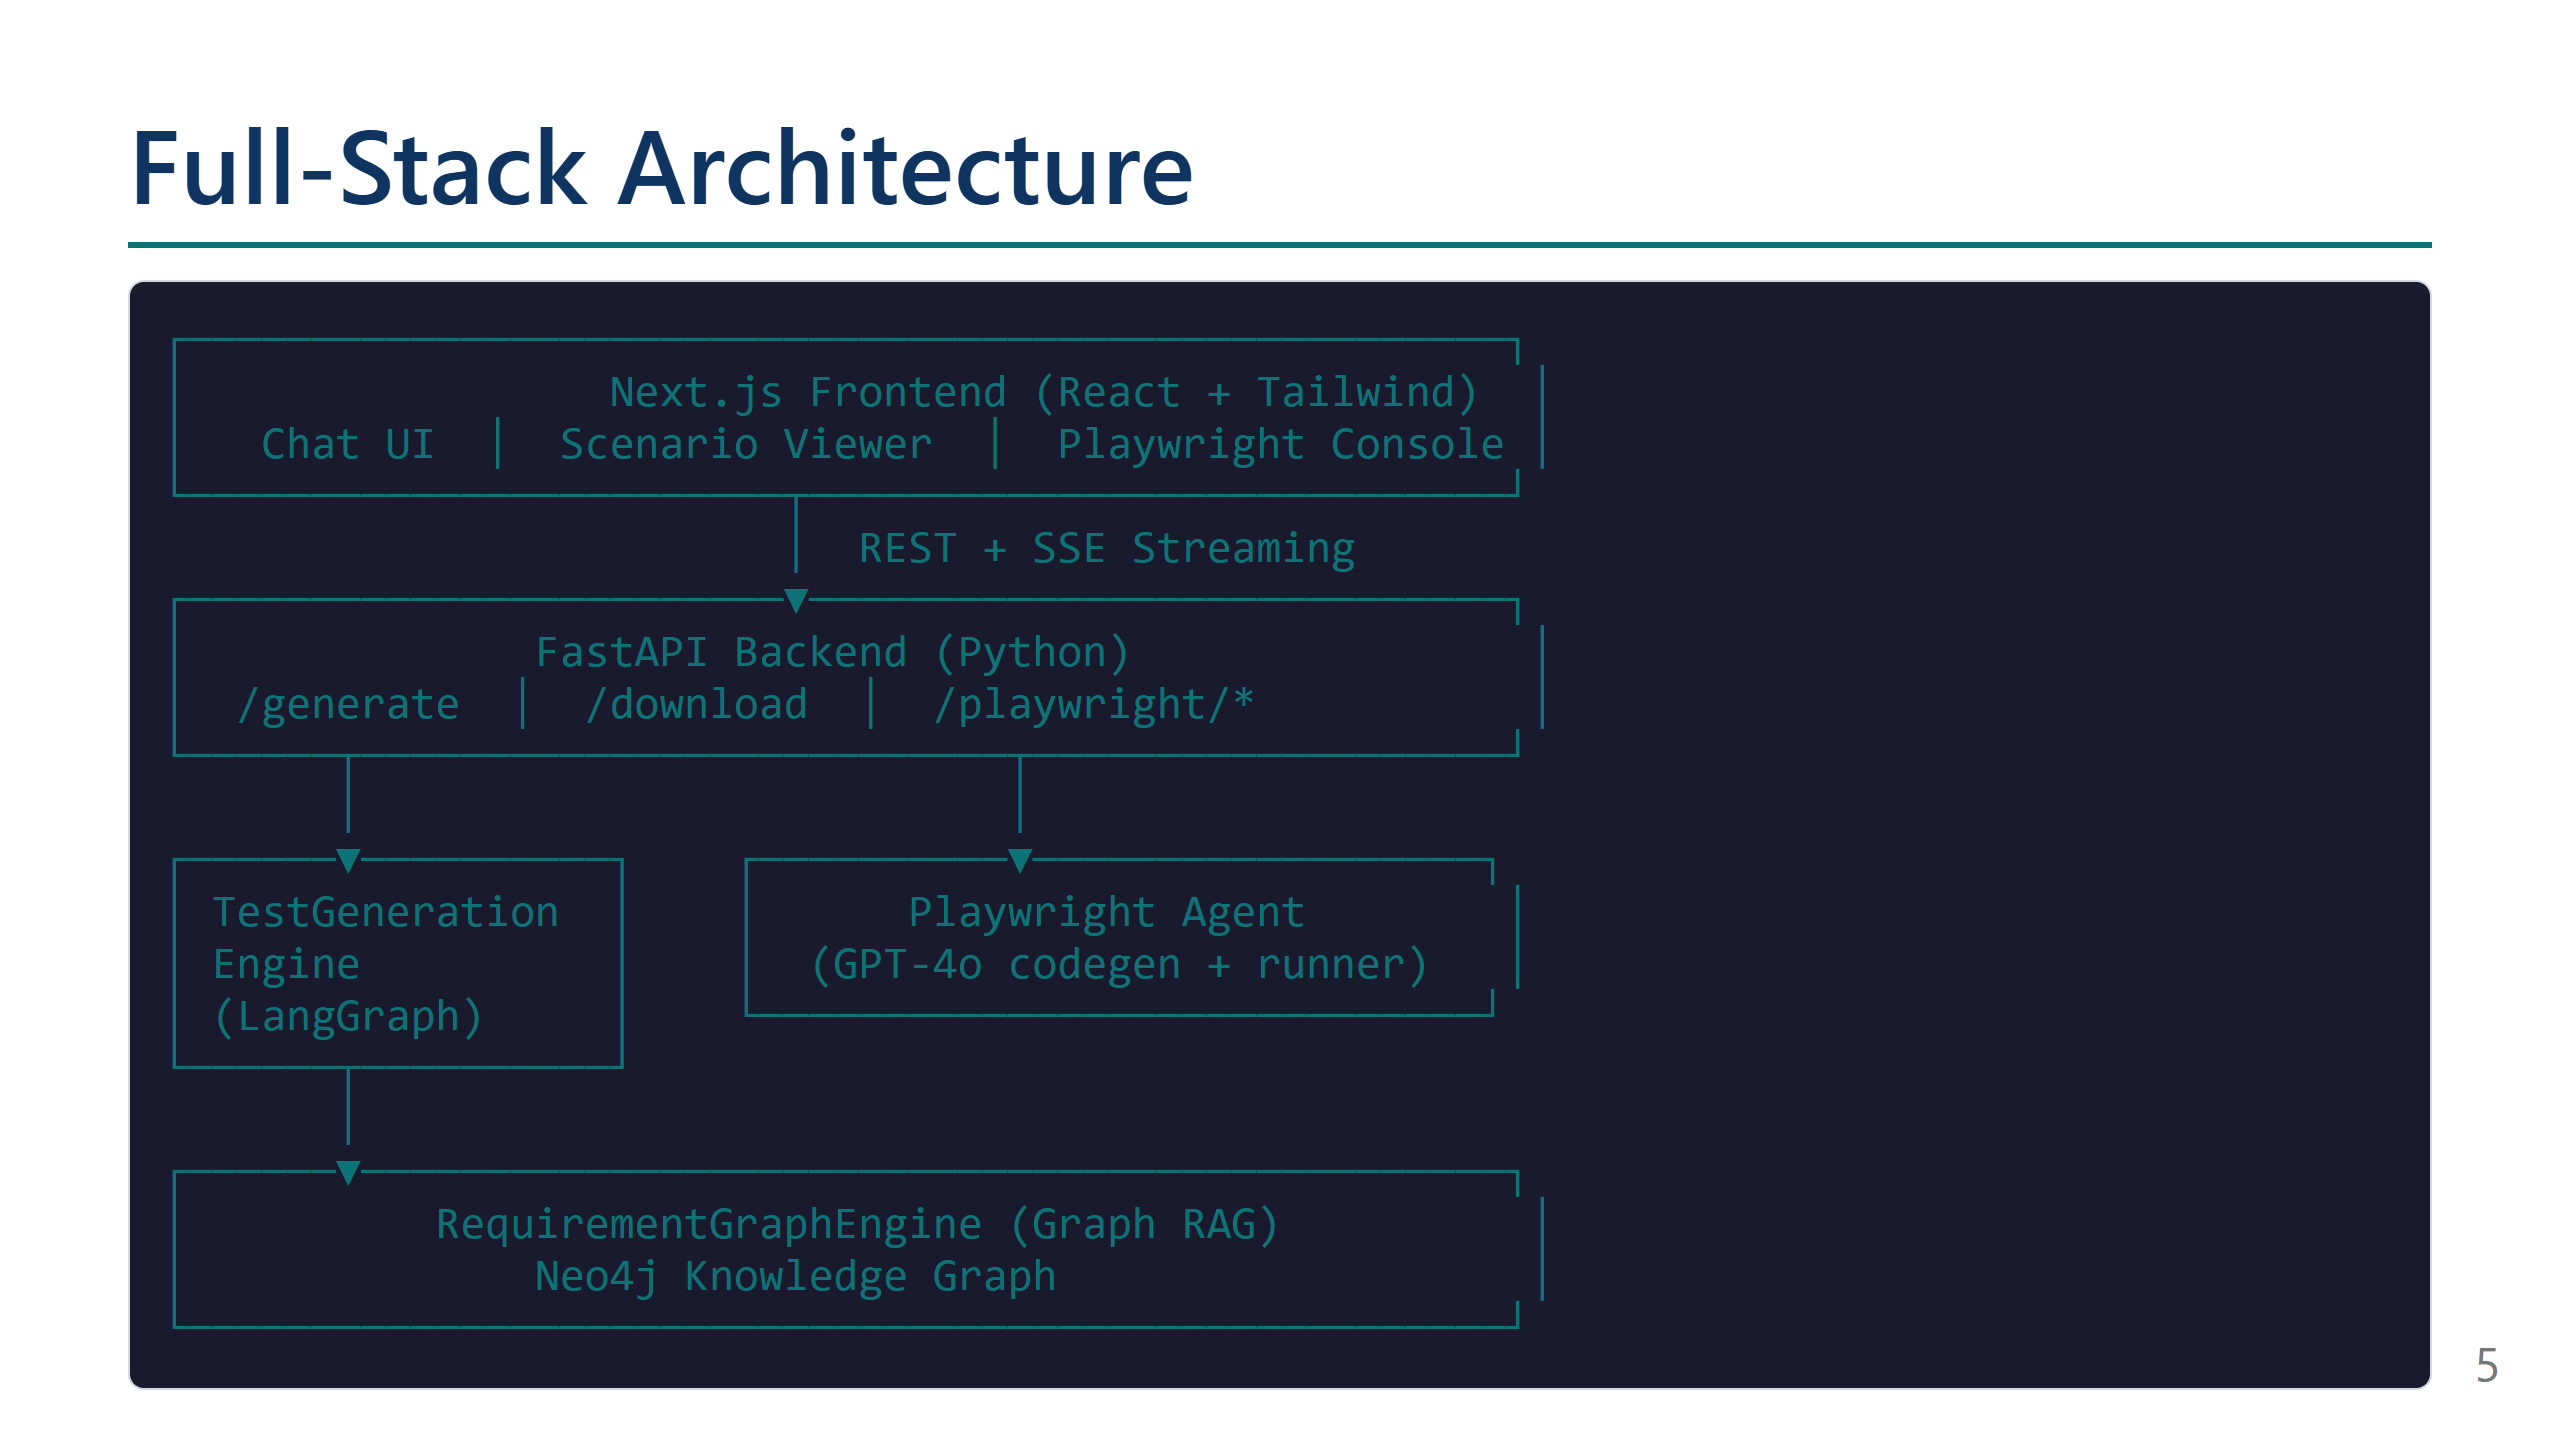 Full-Stack Architecture
Next.js Frontend (React + Tailwind)
Chat UI │ Scenario Viewer │ Playwright Console
REST + SSE Streaming
FastAPI Backend (Python)
/generate │ /download │ /playwright/*
TestGeneration
Engine
(LangGraph)
Playwright Agent
(GPT-4o codegen + runner)
RequirementGraphEngine (Graph RAG)
Neo4j Knowledge Graph
5